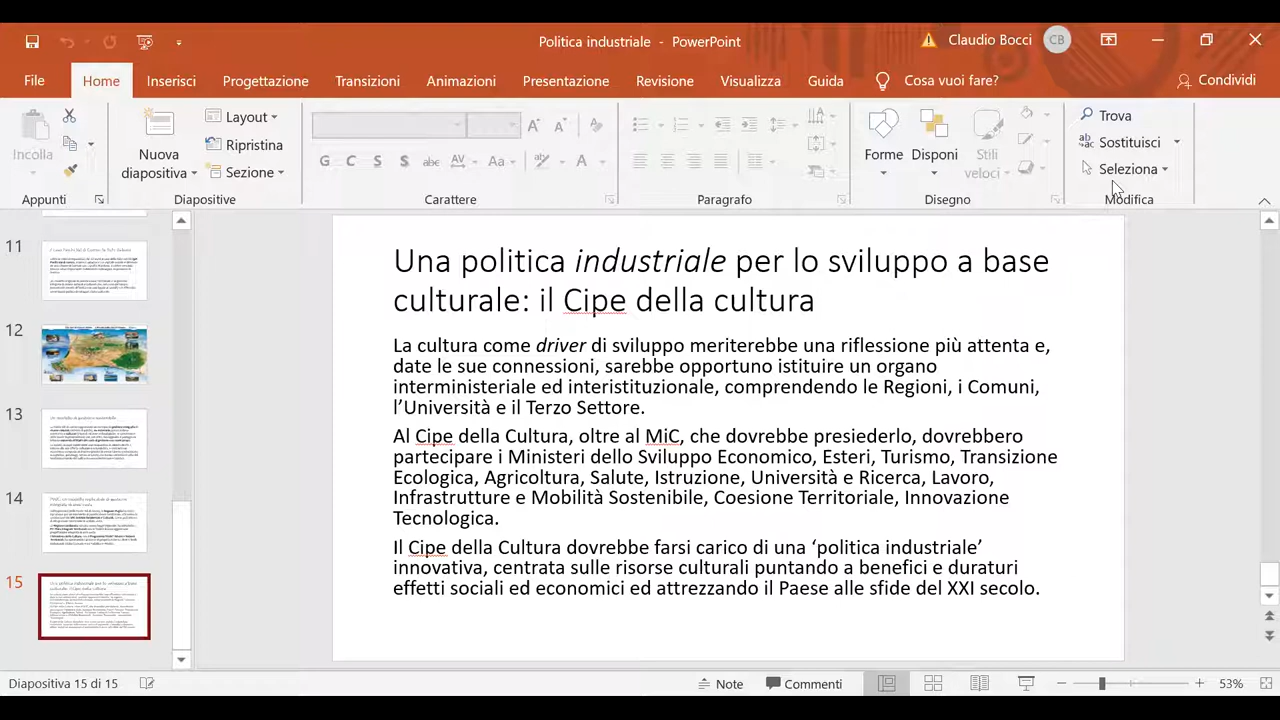 Politica industriale - PowerPoint
Claudio Bocci
CB
File
Home
Inserisci
Progettazione
Transizioni
Animazioni
Presentazione
Revisione
Visualizza
Guida
Cosa vuoi fare?
Condividi
Incolla
Appunti
Nuova
diapositiva
Layout
Ripristina
Sezione
Diapositive
G C S S abc AV Aa A
Carattere
Paragrafo
Forme
Disponi
Stili
veloci
Disegno
Trova
Sostituisci
Seleziona
Modifica
11
12
13
14
15
Una politica industriale per lo sviluppo a base
culturale: il Cipe della cultura
La cultura come driver di sviluppo meriterebbe una riflessione più attenta e,
date le sue connessioni, sarebbe opportuno istituire un organo
interministeriale ed interistituzionale, comprendendo le Regioni, i Comuni,
l’Università e il Terzo Settore.
Al Cipe della Cultura, oltre al MiC, che dovrebbe presiederlo, dovrebbero
partecipare i Ministeri dello Sviluppo Economico, Esteri, Turismo, Transizione
Ecologica, Agricoltura, Salute, Istruzione, Università e Ricerca, Lavoro,
Infrastrutture e Mobilità Sostenibile, Coesione Territoriale, Innovazione
Tecnologica.
Il Cipe della Cultura dovrebbe farsi carico di una ‘politica industriale’
innovativa, centrata sulle risorse culturali puntando a benefici e duraturi
effetti sociali ed economici ed attrezzando il Paese alle sfide del XXI secolo.
Diapositiva 15 di 15
Note
Commenti
53%